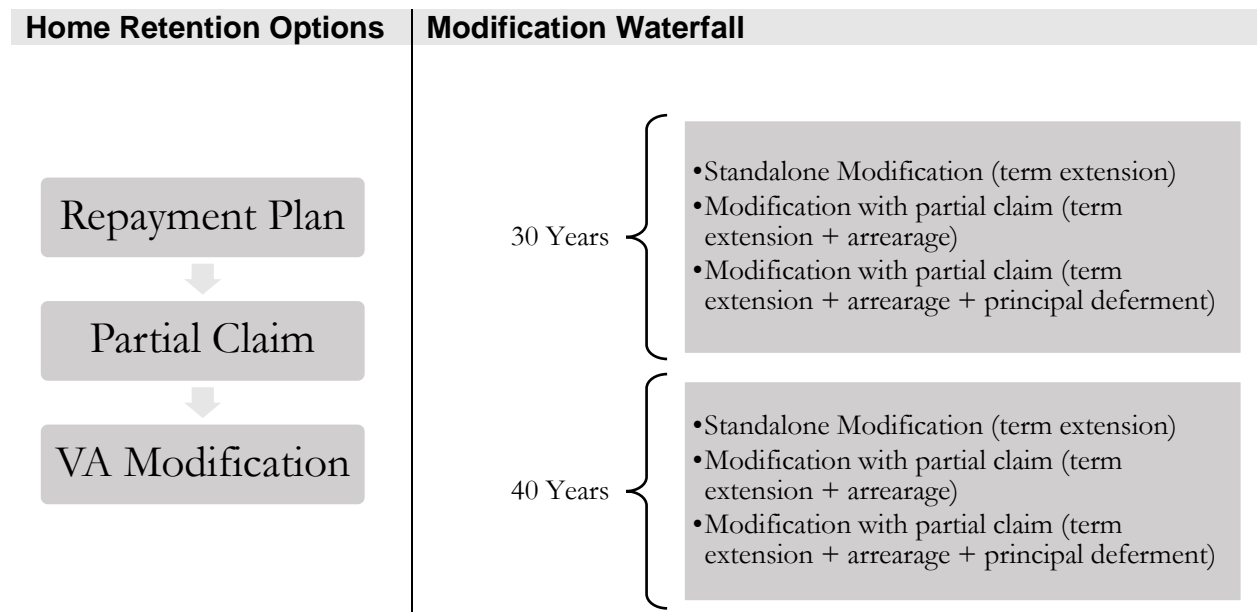 Home Retention Options
Modification Waterfall
Repayment Plan
Partial Claim
VA Modification
30 Years
•Standalone Modification (term extension)
•Modification with partial claim (term
extension + arrearage)
•Modification with partial claim (term
extension + arrearage + principal deferment)
40 Years
•Standalone Modification (term extension)
•Modification with partial claim (term
extension + arrearage)
•Modification with partial claim (term
extension + arrearage + principal deferment)